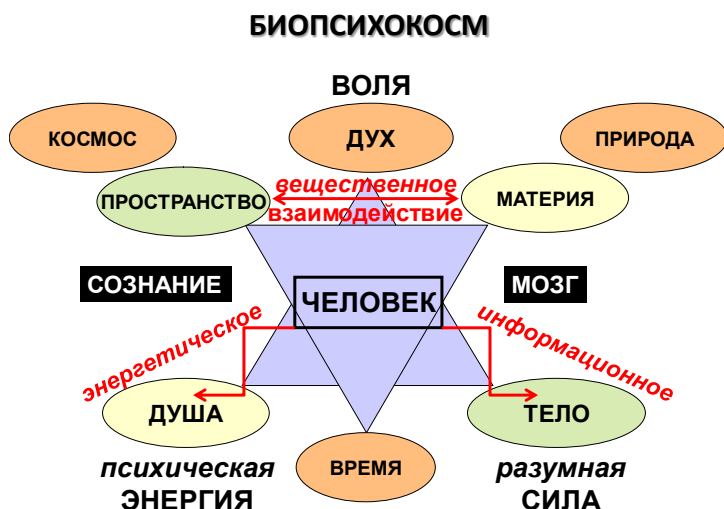 БИОПСИХОКОСМ
ВОЛЯ
КОСМОС
ДУХ
ПРИРОДА
ПРОСТРАНСТВО
вещественное
взаимодействие
МАТЕРИЯ
СОЗНАНИЕ
ЧЕЛОВЕК
МОЗГ
энергетическое
информационное
ДУША
ТЕЛО
ВРЕМЯ
психическая
ЭНЕРГИЯ
разумная
СИЛА